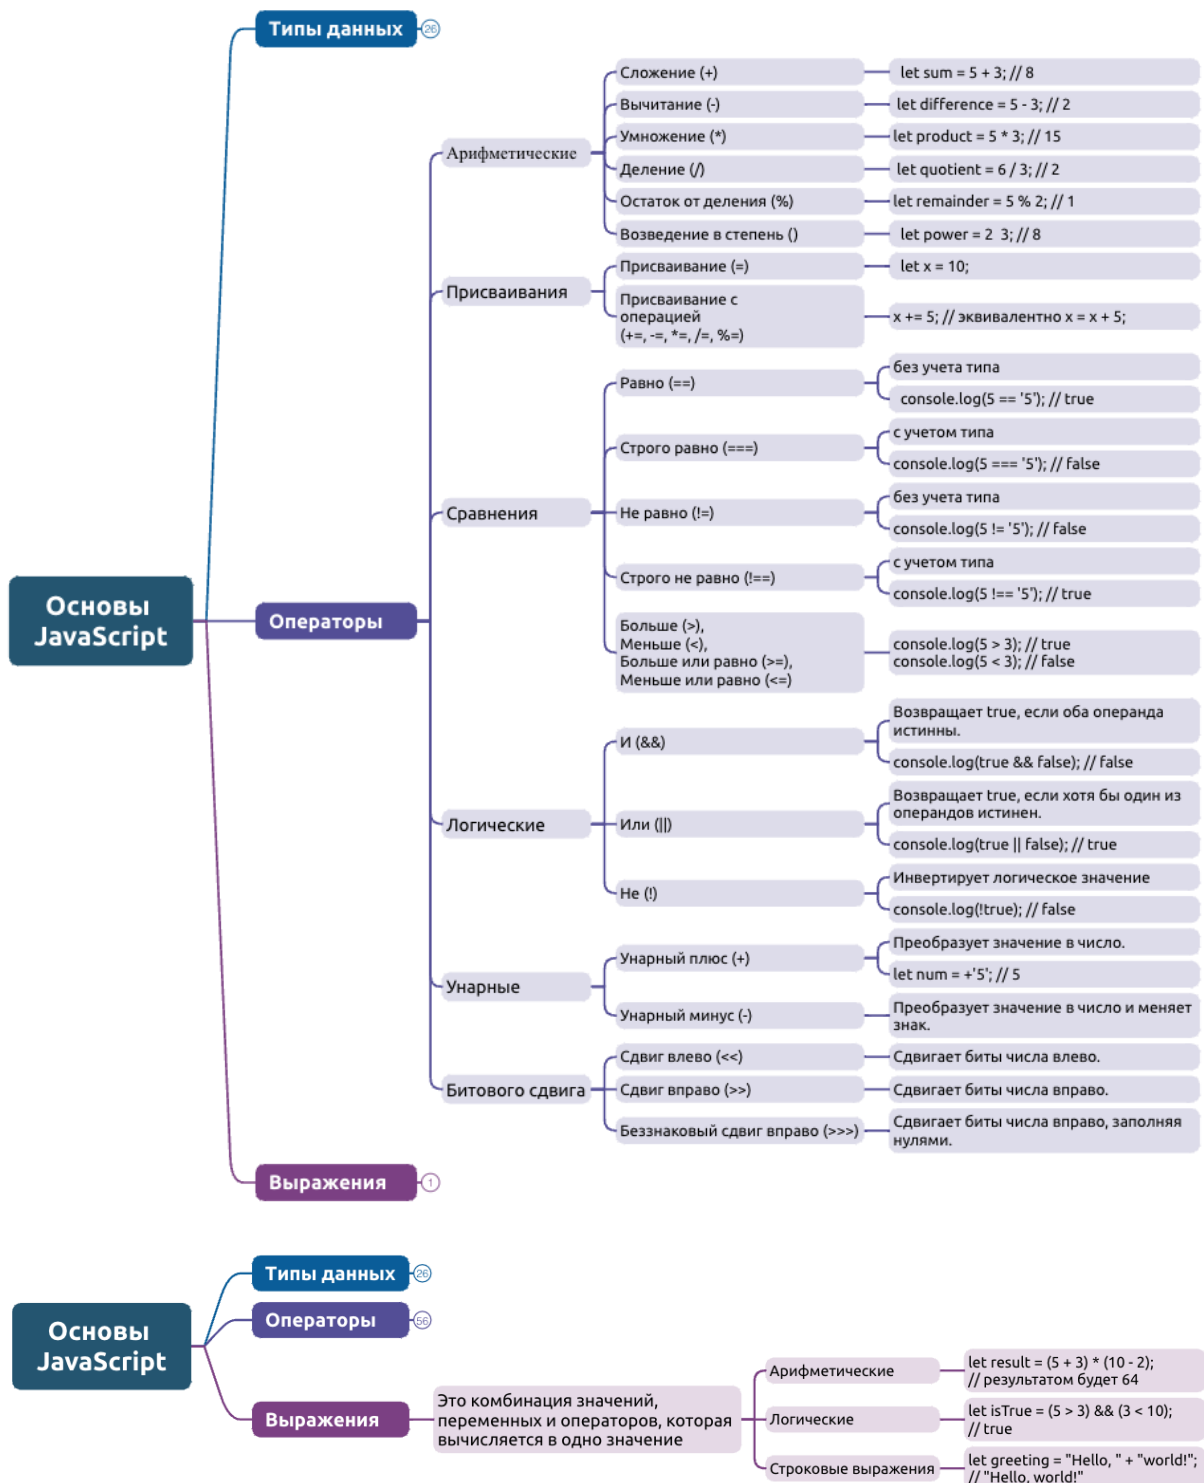 Типы данных 26
Сложение (+)
let sum = 5 + 3; // 8
Вычитание (-)
let difference = 5 - 3; // 2
Умножение (*)
let product = 5 * 3; // 15
Арифметические
Деление (/)
let quotient = 6 / 3; // 2
Остаток от деления (%)
let remainder = 5 % 2; // 1
Возведение в степень ()
let power = 2  3; // 8
Присваивания
Присваивание (=)
let x = 10;
Присваивание с
операцией
(+=, -=, *=, /=, %=)
x += 5; // эквивалентно x = x + 5;
Равно (==)
без учета типа
console.log(5 == '5'); // true
Строго равно (===)
с учетом типа
console.log(5 === '5'); // false
Сравнения
Не равно (!=)
без учета типа
console.log(5 != '5'); // false
Строго не равно (!==)
с учетом типа
console.log(5 !== '5'); // true
Основы
JavaScript
Операторы
Больше (>),
Меньше (<),
Больше или равно (>=),
Меньше или равно (<=)
console.log(5 > 3); // true
console.log(5 < 3); // false
И (&&)
Возвращает true, если оба операнда
истинны.
console.log(true && false); // false
Логические
Или (||)
Возвращает true, если хотя бы один из
операндов истинен.
console.log(true || false); // true
Не (!)
Инвертирует логическое значение
console.log(!true); // false
Унарные
Унарный плюс (+)
Преобразует значение в число.
let num = +'5'; // 5
Унарный минус (-)
Преобразует значение в число и меняет
знак.
Битового сдвига
Сдвиг влево (<<)
Сдвигает биты числа влево.
Сдвиг вправо (>>)
Сдвигает биты числа вправо.
Беззнаковый сдвиг вправо (>>>)
Сдвигает биты числа вправо, заполняя
нулями.
Выражения 1
Типы данных 26
Основы
JavaScript
Операторы 56
Выражения
Это комбинация значений,
переменных и операторов, которая
вычисляется в одно значение
Арифметические
let result = (5 + 3) * (10 - 2);
// результатом будет 64
Логические
let isTrue = (5 > 3) && (3 < 10);
// true
Строковые выражения
let greeting = "Hello, " + "world!";
// "Hello, world!"